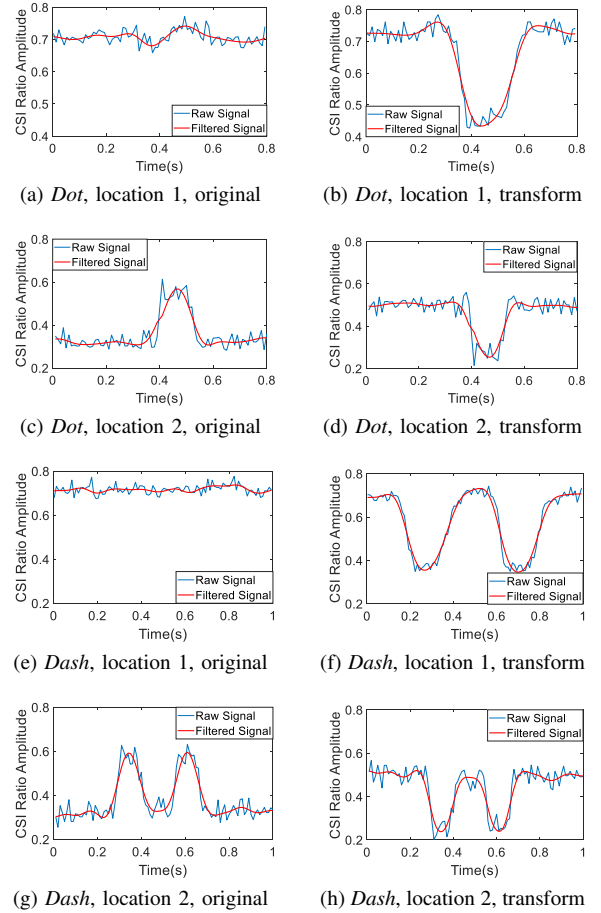 0.8
0.7
0.6
0.5
0.4
CSI Ratio Amplitude
Raw Signal
Filtered Signal
0 0.2 0.4 0.6 0.8
Time(s)
(a) Dot, location 1, original
0.8
0.7
0.6
0.5
0.4
CSI Ratio Amplitude
Raw Signal
Filtered Signal
0 0.2 0.4 0.6 0.8
Time(s)
(b) Dot, location 1, transform
0.8
0.6
0.4
0.2
CSI Ratio Amplitude
Raw Signal
Filtered Signal
0 0.2 0.4 0.6 0.8
Time(s)
(c) Dot, location 2, original
0.8
0.6
0.4
0.2
CSI Ratio Amplitude
Raw Signal
Filtered Signal
0 0.2 0.4 0.6 0.8
Time(s)
(d) Dot, location 2, transform
0.8
0.6
0.4
0.2
CSI Ratio Amplitude
Raw Signal
Filtered Signal
0 0.2 0.4 0.6 0.8 1
Time(s)
(e) Dash, location 1, original
0.8
0.6
0.4
0.2
CSI Ratio Amplitude
Raw Signal
Filtered Signal
0 0.2 0.4 0.6 0.8 1
Time(s)
(f) Dash, location 1, transform
0.8
0.6
0.4
0.2
CSI Ratio Amplitude
Raw Signal
Filtered Signal
0 0.2 0.4 0.6 0.8 1
Time(s)
(g) Dash, location 2, original
0.8
0.6
0.4
0.2
CSI Ratio Amplitude
Raw Signal
Filtered Signal
0 0.2 0.4 0.6 0.8 1
Time(s)
(h) Dash, location 2, transform